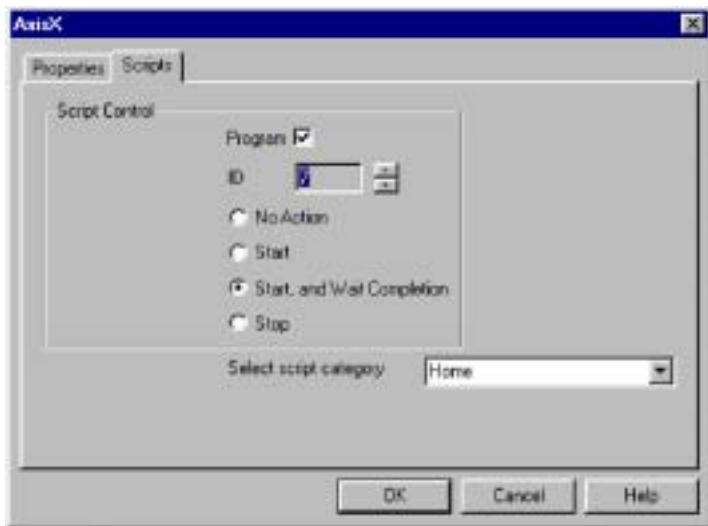 AxisX
Properties Scripts
Script Control
Program
ID
No Action
Start
Start, and Wait Completion
Stop
Select script category Home
OK Cancel Help